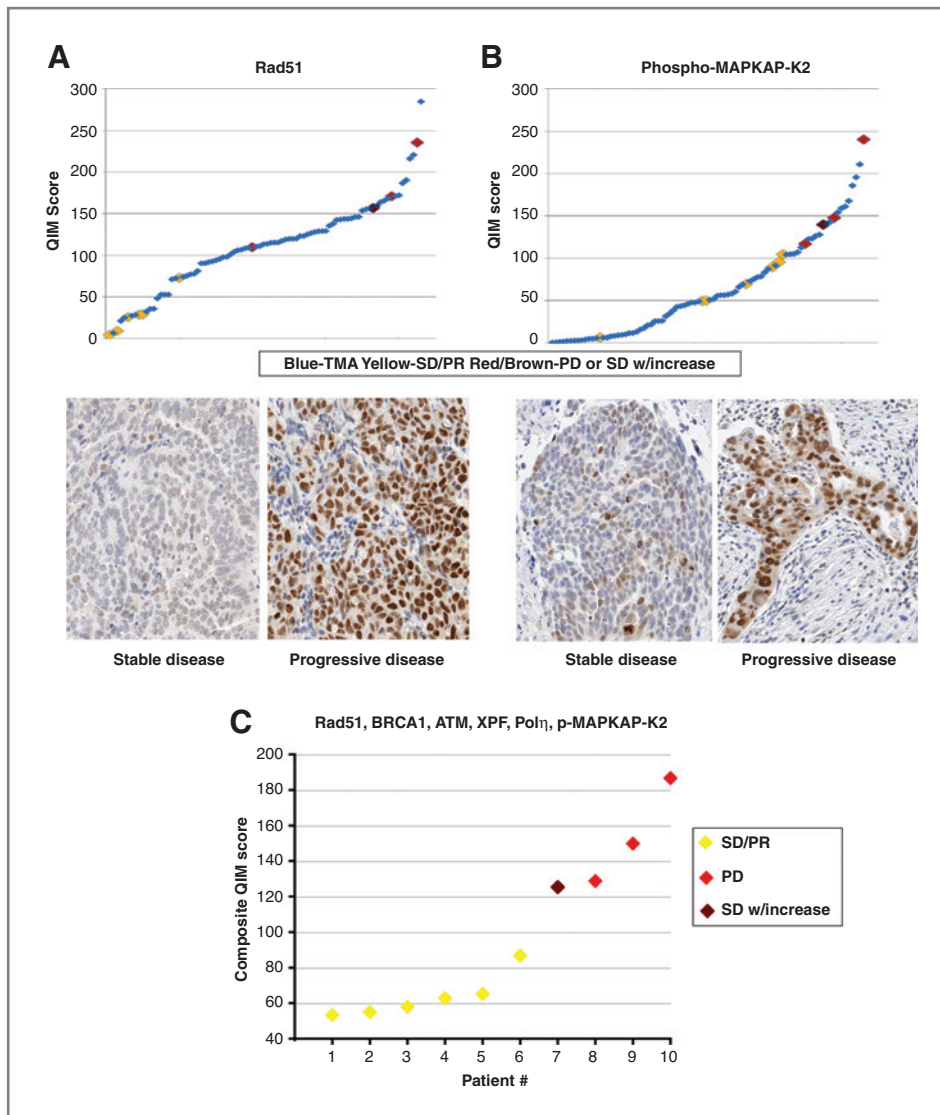 A
Rad51
300
250
200
150
100
50
0
QIM Score
B
Phospho-MAPKAP-K2
300
250
200
150
100
50
0
QIM score
Blue-TMA Yellow-SD/PR Red/Brown-PD or SD w/increase
Stable disease
Progressive disease
Stable disease
Progressive disease
C
Rad51, BRCA1, ATM, XPF, Polη, p-MAPKAP-K2
200
180
160
140
120
100
80
60
40
Composite QIM score
1 2 3 4 5 6 7 8 9 10
Patient #
SD/PR
PD
SD w/increase